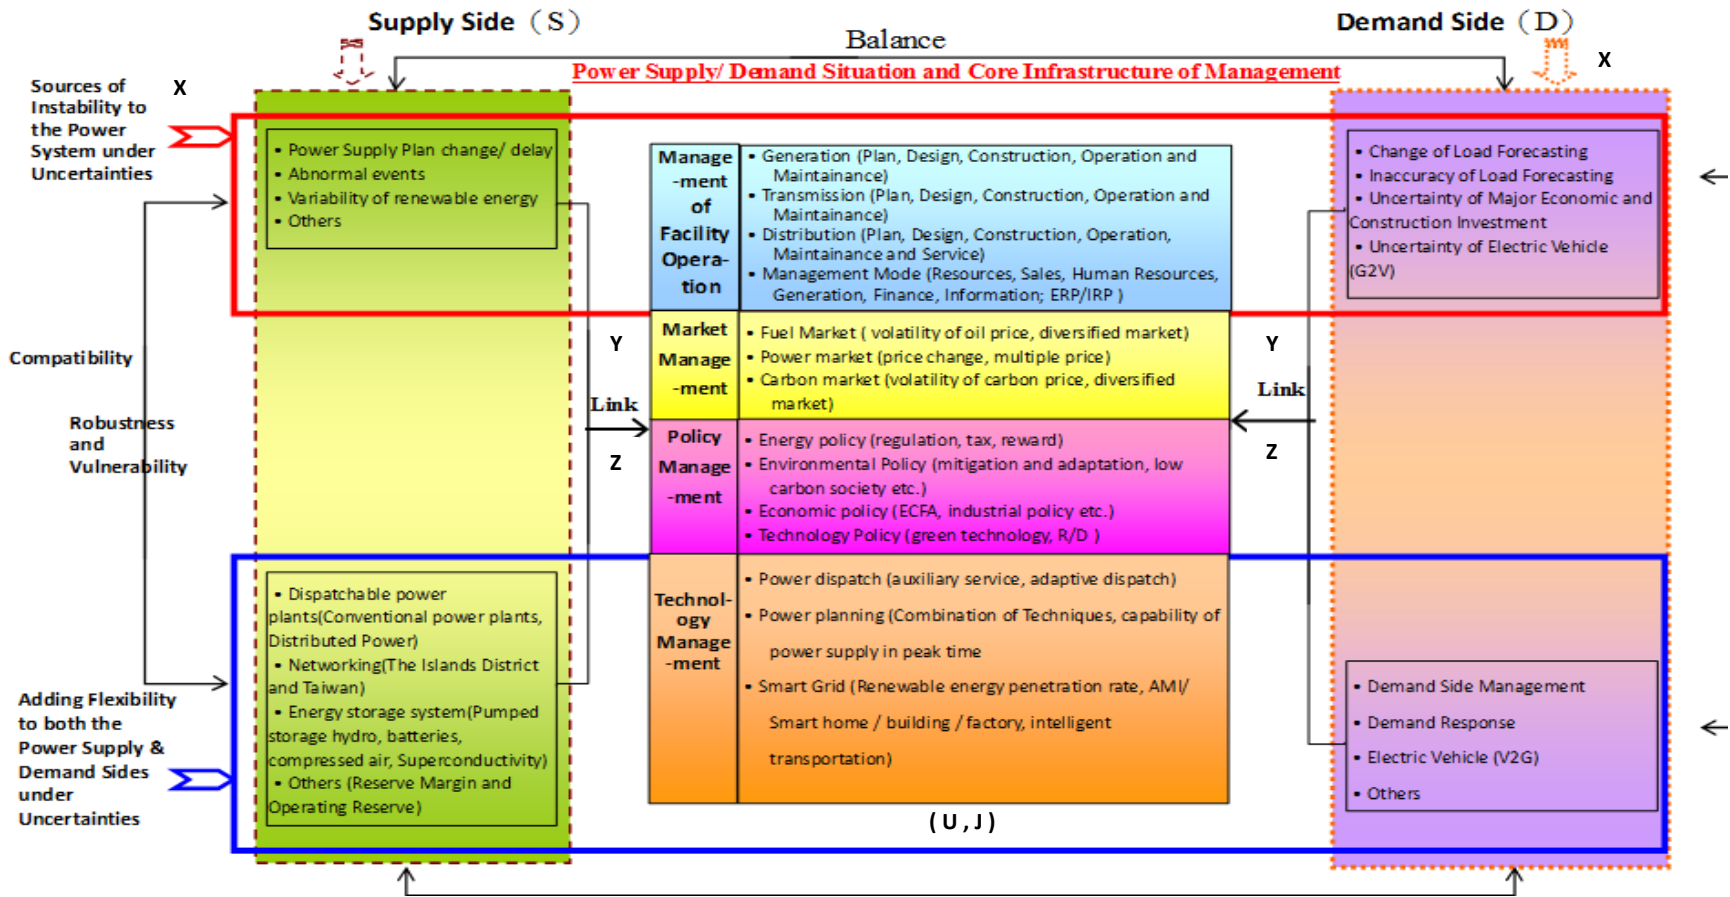 Supply Side（S）
Demand Side（D）
Balance
Power Supply/ Demand Situation and Core Infrastructure of Management
X
X
Sources of
Instability to
the Power
System under
Uncertainties
Compatibility
Robustness
and
Vulnerability
Adding Flexibility
to both the
Power Supply &
Demand Sides
under
Uncertainties
• Power Supply Plan change/ delay
• Abnormal events
• Variability of renewable energy
• Others
• Dispatchable power
plants(Conventional power plants,
Distributed Power)
• Networking(The Islands District
and Taiwan)
• Energy storage system(Pumped
storage hydro, batteries,
compressed air, Superconductivity)
• Others (Reserve Margin and
Operating Reserve)
Y
Link
Z
Manage
-ment
of
Facility
Opera-
tion
• Generation (Plan, Design, Construction, Operation and
Maintainance)
• Transmission (Plan, Design, Construction, Operation and
Maintainance)
• Distribution (Plan, Design, Construction, Operation,
Maintainance and Service)
• Management Mode (Resources, Sales, Human Resources,
Generation, Finance, Information; ERP/IRP )
Market
Manage
-ment
• Fuel Market ( volatility of oil price, diversified market)
• Power market (price change, multiple price)
• Carbon market (volatility of carbon price, diversified
market)
Policy
Manage
-ment
• Energy policy (regulation, tax, reward)
• Environmental Policy (mitigation and adaptation, low
carbon society etc.)
• Economic policy (ECFA, industrial policy etc.)
• Technology Policy (green technology, R/D )
Technol-
ogy
Manage
-ment
• Power dispatch (auxiliary service, adaptive dispatch)
• Power planning (Combination of Techniques, capability of
power supply in peak time
• Smart Grid (Renewable energy penetration rate, AMI/
Smart home / building / factory, intelligent
transportation)
( U , J )
Y
Link
Z
• Change of Load Forecasting
• Inaccuracy of Load Forecasting
• Uncertainty of Major Economic and
Construction Investment
• Uncertainty of Electric Vehicle
(G2V)
• Demand Side Management
• Demand Response
• Electric Vehicle (V2G)
• Others